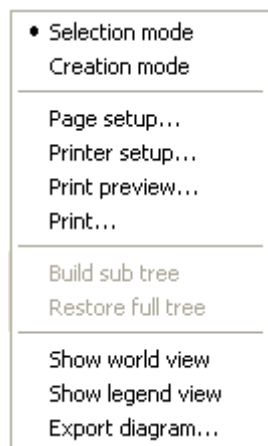 Selection mode
Creation mode
Page setup...
Printer setup...
Print preview...
Print...
Build sub tree
Restore full tree
Show world view
Show legend view
Export diagram...